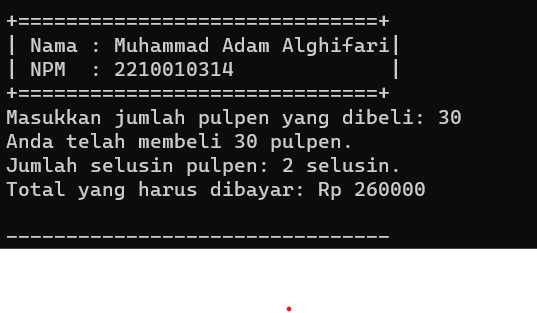 +==============================+
| Nama : Muhammad Adam Alghifari|
| NPM  : 2210010314             |
+==============================+
Masukkan jumlah pulpen yang dibeli: 30
Anda telah membeli 30 pulpen.
Jumlah selusin pulpen: 2 selusin.
Total yang harus dibayar: Rp 260000

--------------------------------